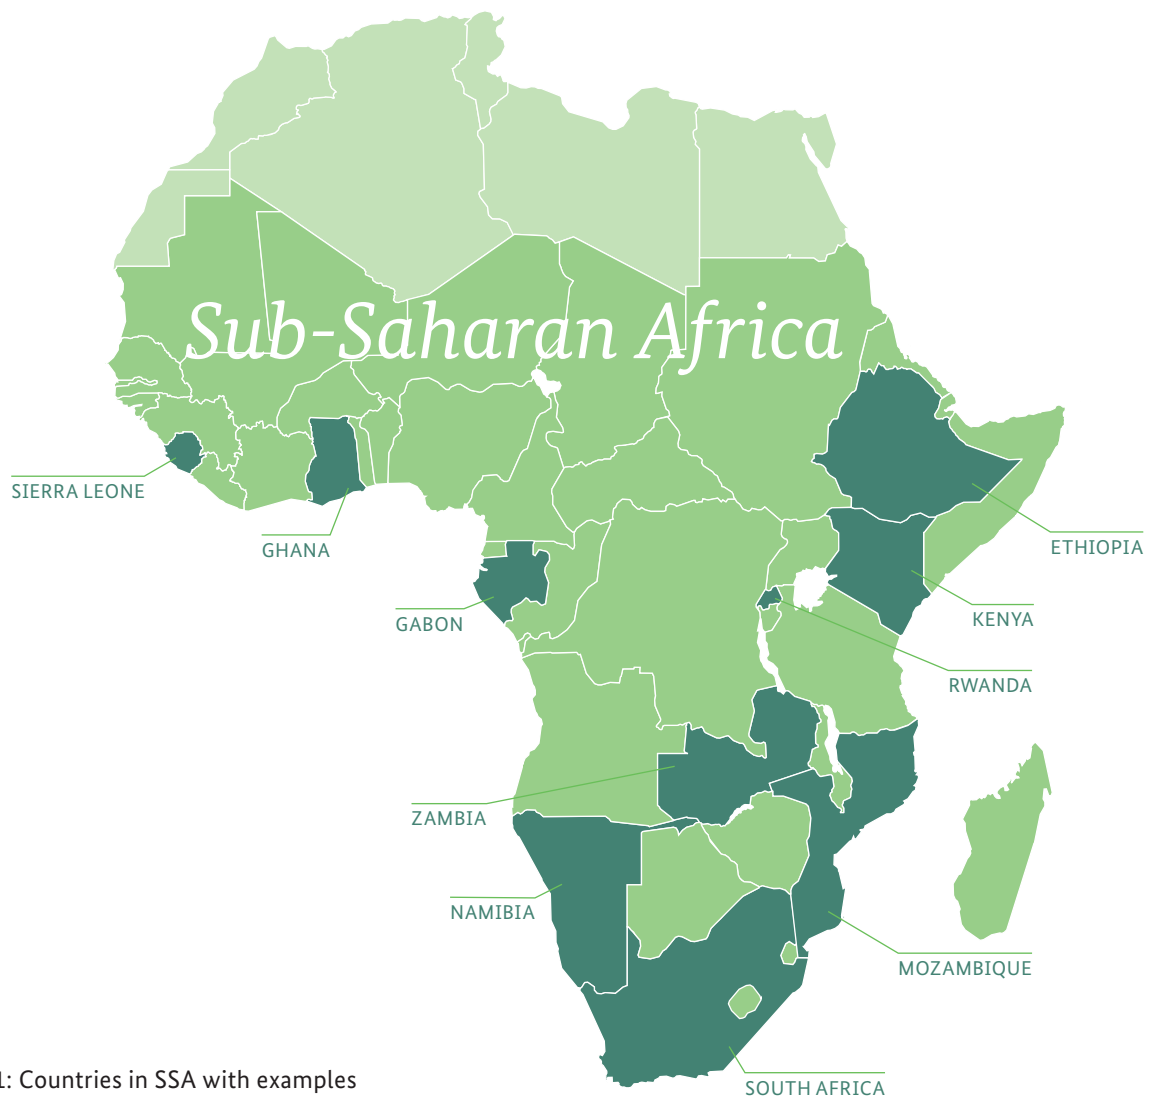 Sub-Saharan Africa
SIERRA LEONE
GHANA
ETHIOPIA
GABON
KENYA
RWANDA
ZAMBIA
NAMIBIA
MOZAMBIQUE
1: Countries in SSA with examples
SOUTH AFRICA